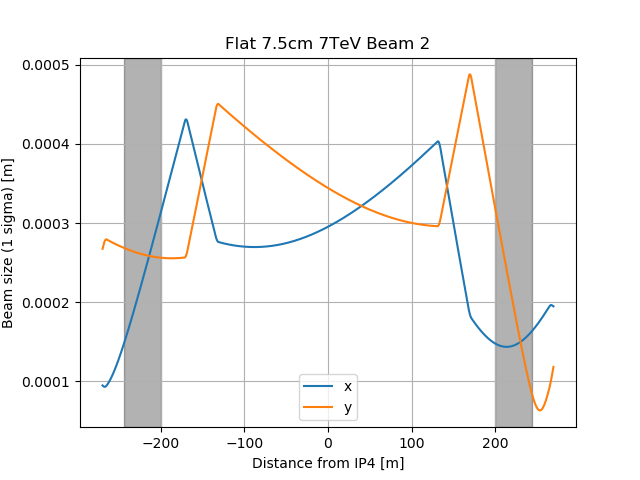 Flat 7.5cm 7TeV Beam 2
0.0005
0.0004
0.0003
0.0002
0.0001
Beam size (1 sigma) [m]
x
y
−200
−100
0
100
200
Distance from IP4 [m]